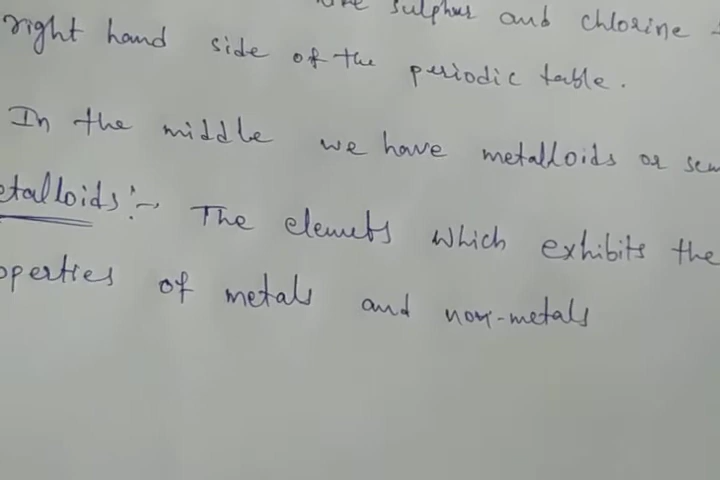 sulphur and chlorine
right hand side of the periodic table.
In the middle we have metalloids or
etalloids:- The elemets which exhibits the
operties of metals and non-metals